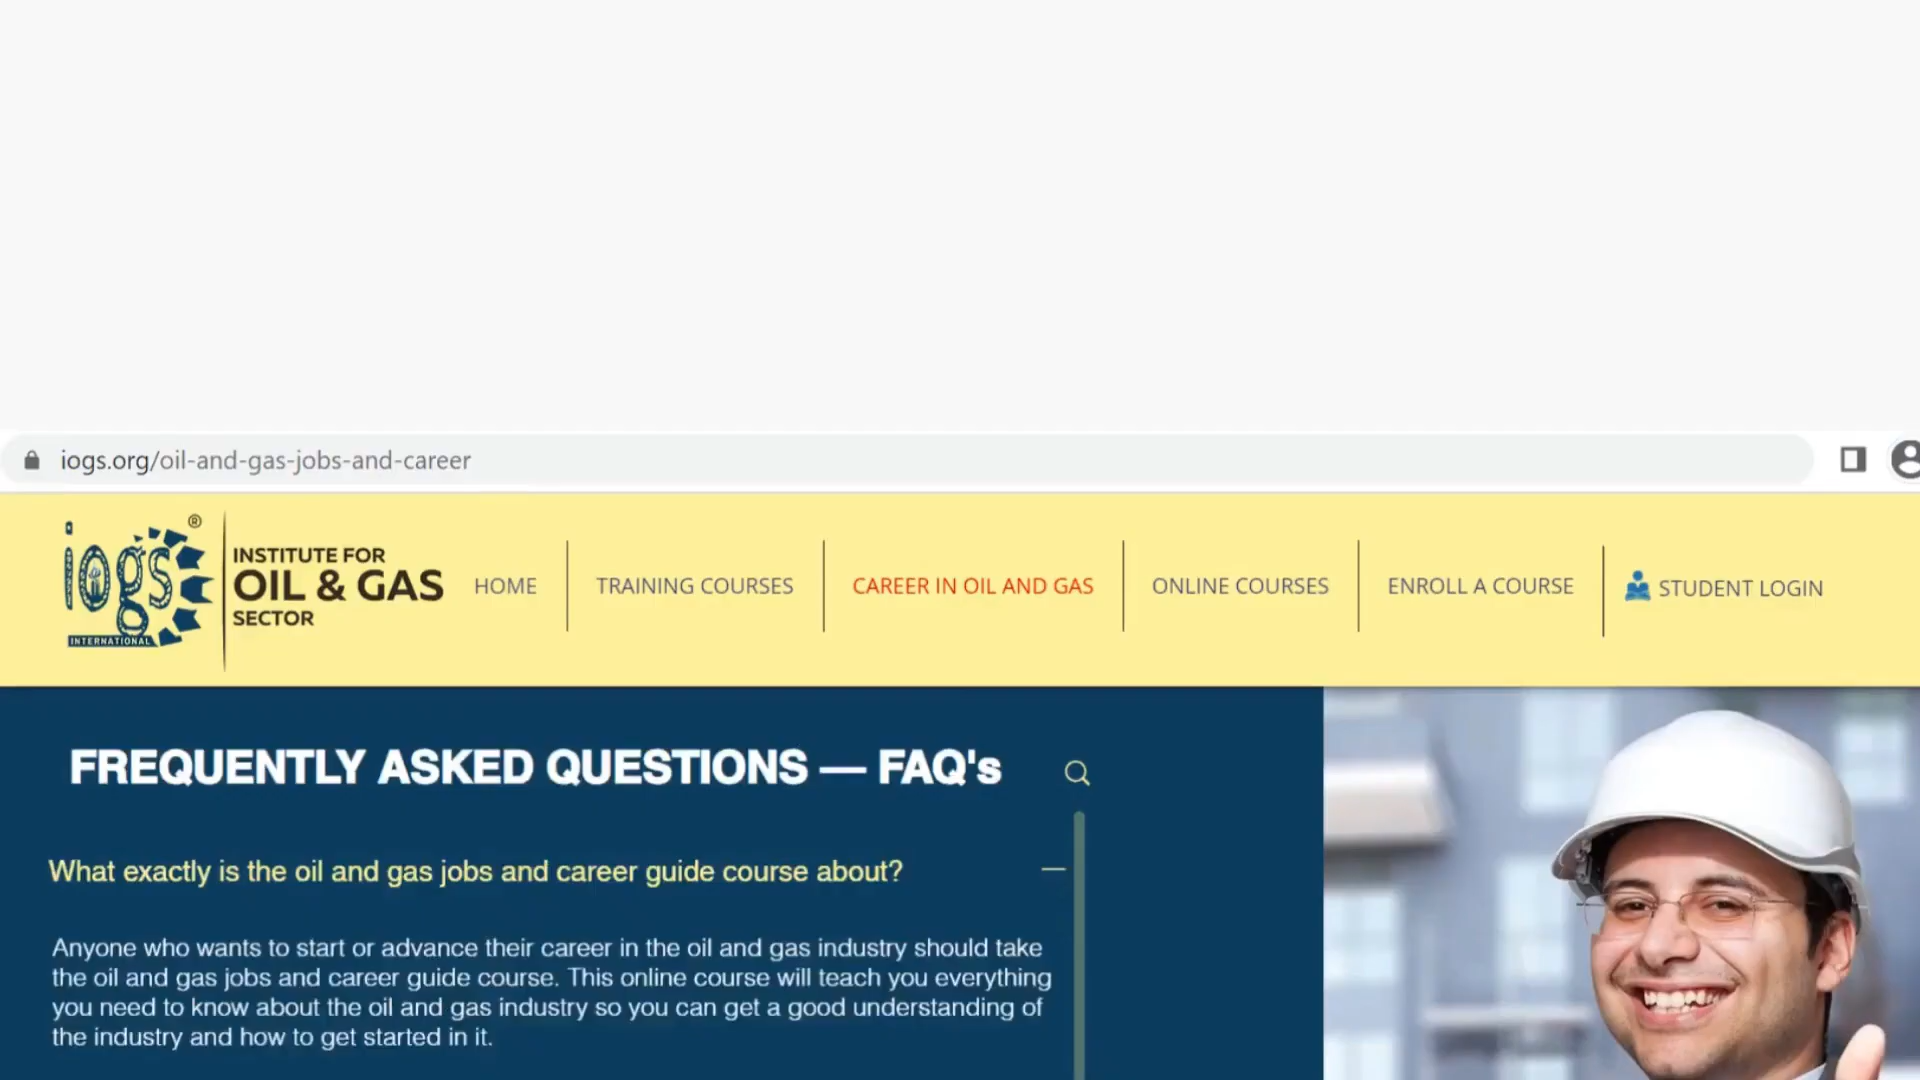 iogs.org/oil-and-gas-jobs-and-career
iogs ®
INTERNATIONAL
INSTITUTE FOR
OIL & GAS
SECTOR
HOME
TRAINING COURSES
CAREER IN OIL AND GAS
ONLINE COURSES
ENROLL A COURSE
STUDENT LOGIN
FREQUENTLY ASKED QUESTIONS — FAQ's
What exactly is the oil and gas jobs and career guide course about?
Anyone who wants to start or advance their career in the oil and gas industry should take
the oil and gas jobs and career guide course. This online course will teach you everything
you need to know about the oil and gas industry so you can get a good understanding of
the industry and how to get started in it.